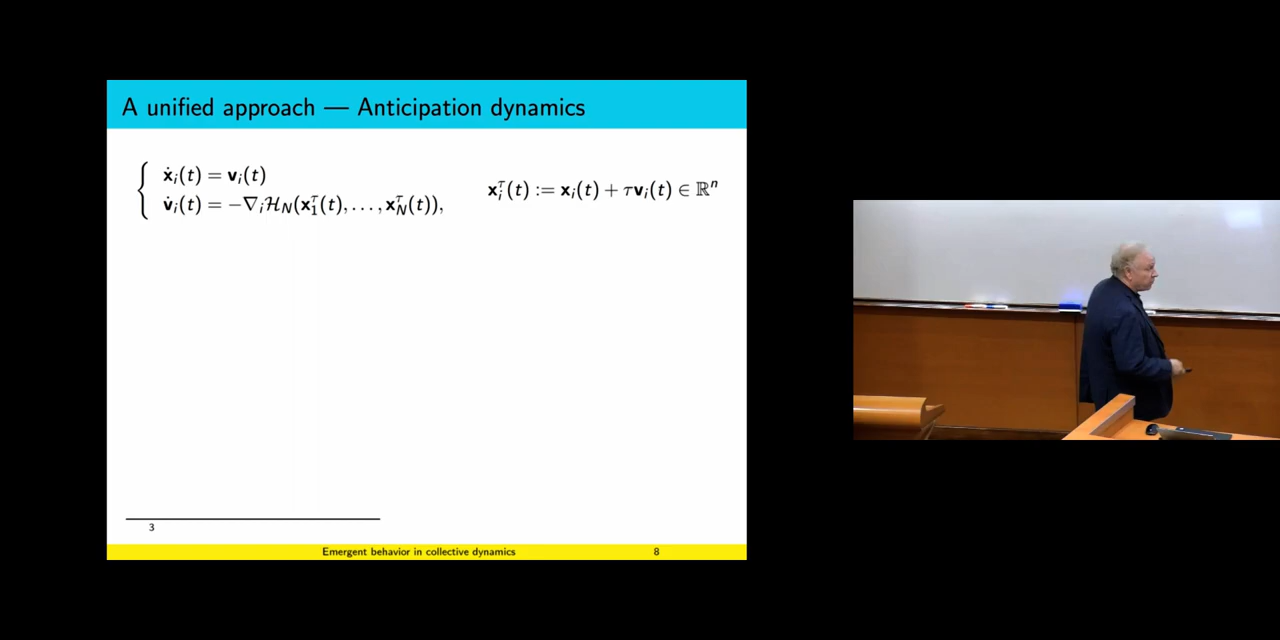 A unified approach — Anticipation dynamics
ẋᵢ(t) = vᵢ(t)
v̇ᵢ(t) = −∇ᵢℋ_N(x₁^τ(t), …, x_N^τ(t)),
xᵢ^τ(t) := xᵢ(t) + τvᵢ(t) ∈ ℝⁿ
3
Emergent behavior in collective dynamics 8